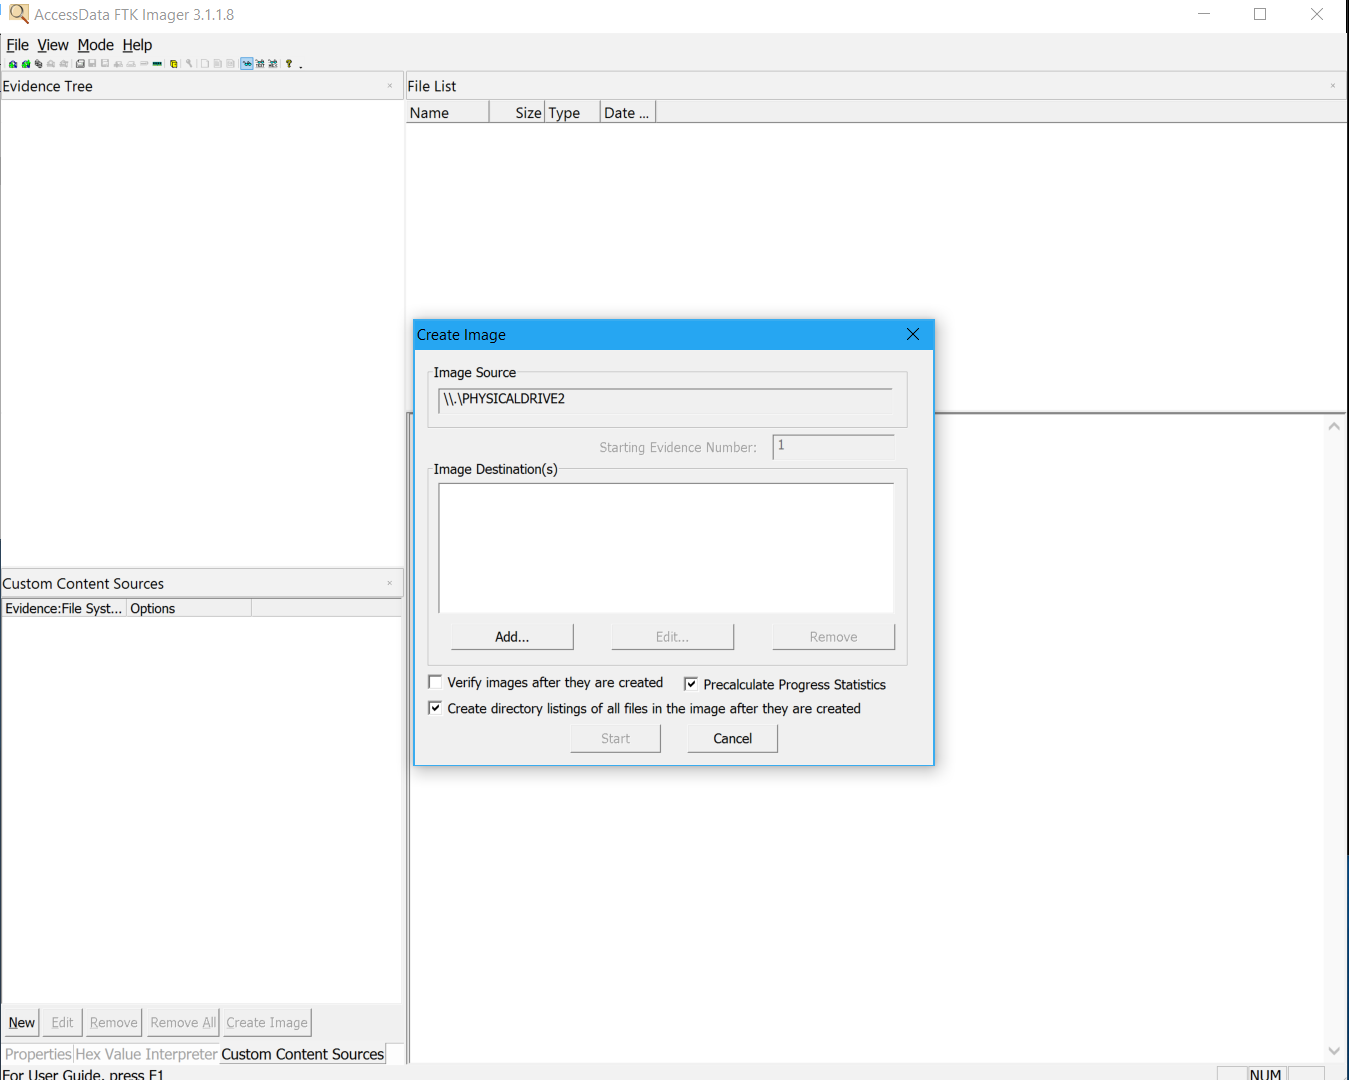 AccessData FTK Imager 3.1.1.8
File View Mode Help
Evidence Tree
File List
Name Size Type Date ...
Create Image
Image Source
\\.\PHYSICALDRIVE2
Starting Evidence Number: 1
Image Destination(s)
Add... Edit... Remove
Verify images after they are created Precalculate Progress Statistics
Create directory listings of all files in the image after they are created
Start Cancel
Custom Content Sources
Evidence:File Syst... Options
New Edit Remove Remove All Create Image
Properties Hex Value Interpreter Custom Content Sources
For User Guide, press F1
NUM